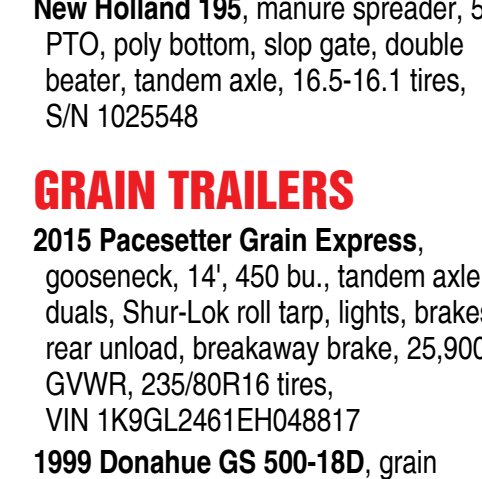 New Holland 195, manure spreader, 5
PTO, poly bottom, slop gate, double
beater, tandem axle, 16.5-16.1 tires,
S/N 1025548
GRAIN TRAILERS
2015 Pacesetter Grain Express,
gooseneck, 14', 450 bu., tandem axle
duals, Shur-Lok roll tarp, lights, brakes
rear unload, breakaway brake, 25,900
GVWR, 235/80R16 tires,
VIN 1K9GL2461EH048817
1999 Donahue GS 500-18D, grain